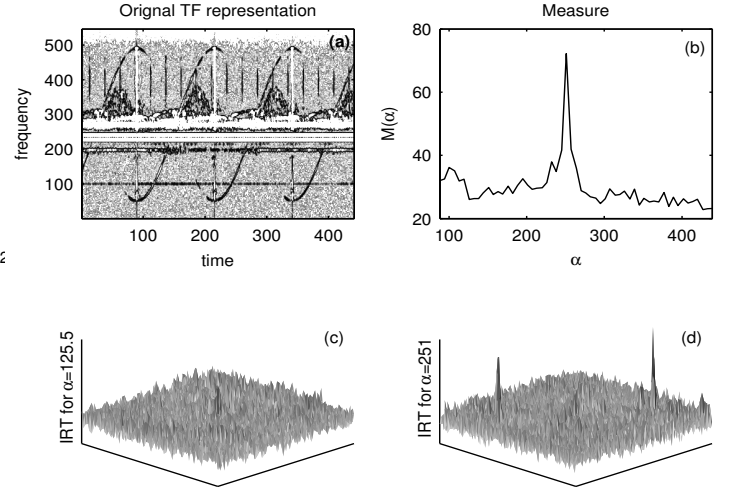 Orignal TF representation
(a)
500
400
300
200
100
frequency
100 200 300 400
time
Measure
(b)
80
60
40
20
M(α)
100 200 300 400
α
2
(c)
IRT for α=125.5
(d)
IRT for α=251